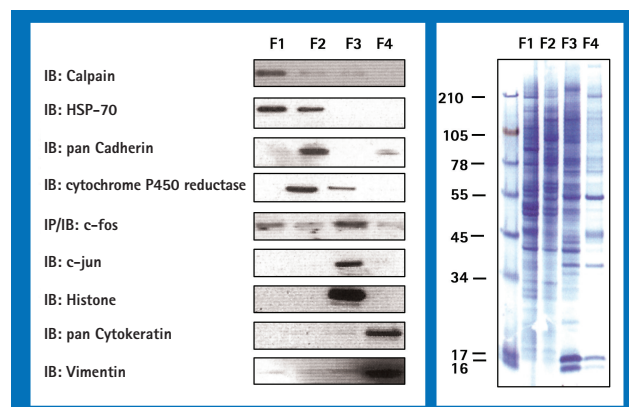 F1 F2 F3 F4
IB: Calpain
IB: HSP-70
IB: pan Cadherin
IB: cytochrome P450 reductase
IP/IB: c-fos
IB: c-jun
IB: Histone
IB: pan Cytokeratin
IB: Vimentin
F1 F2 F3 F4
210 —
105 —
78 —
55 —
45 —
34 —
17 —
16 —